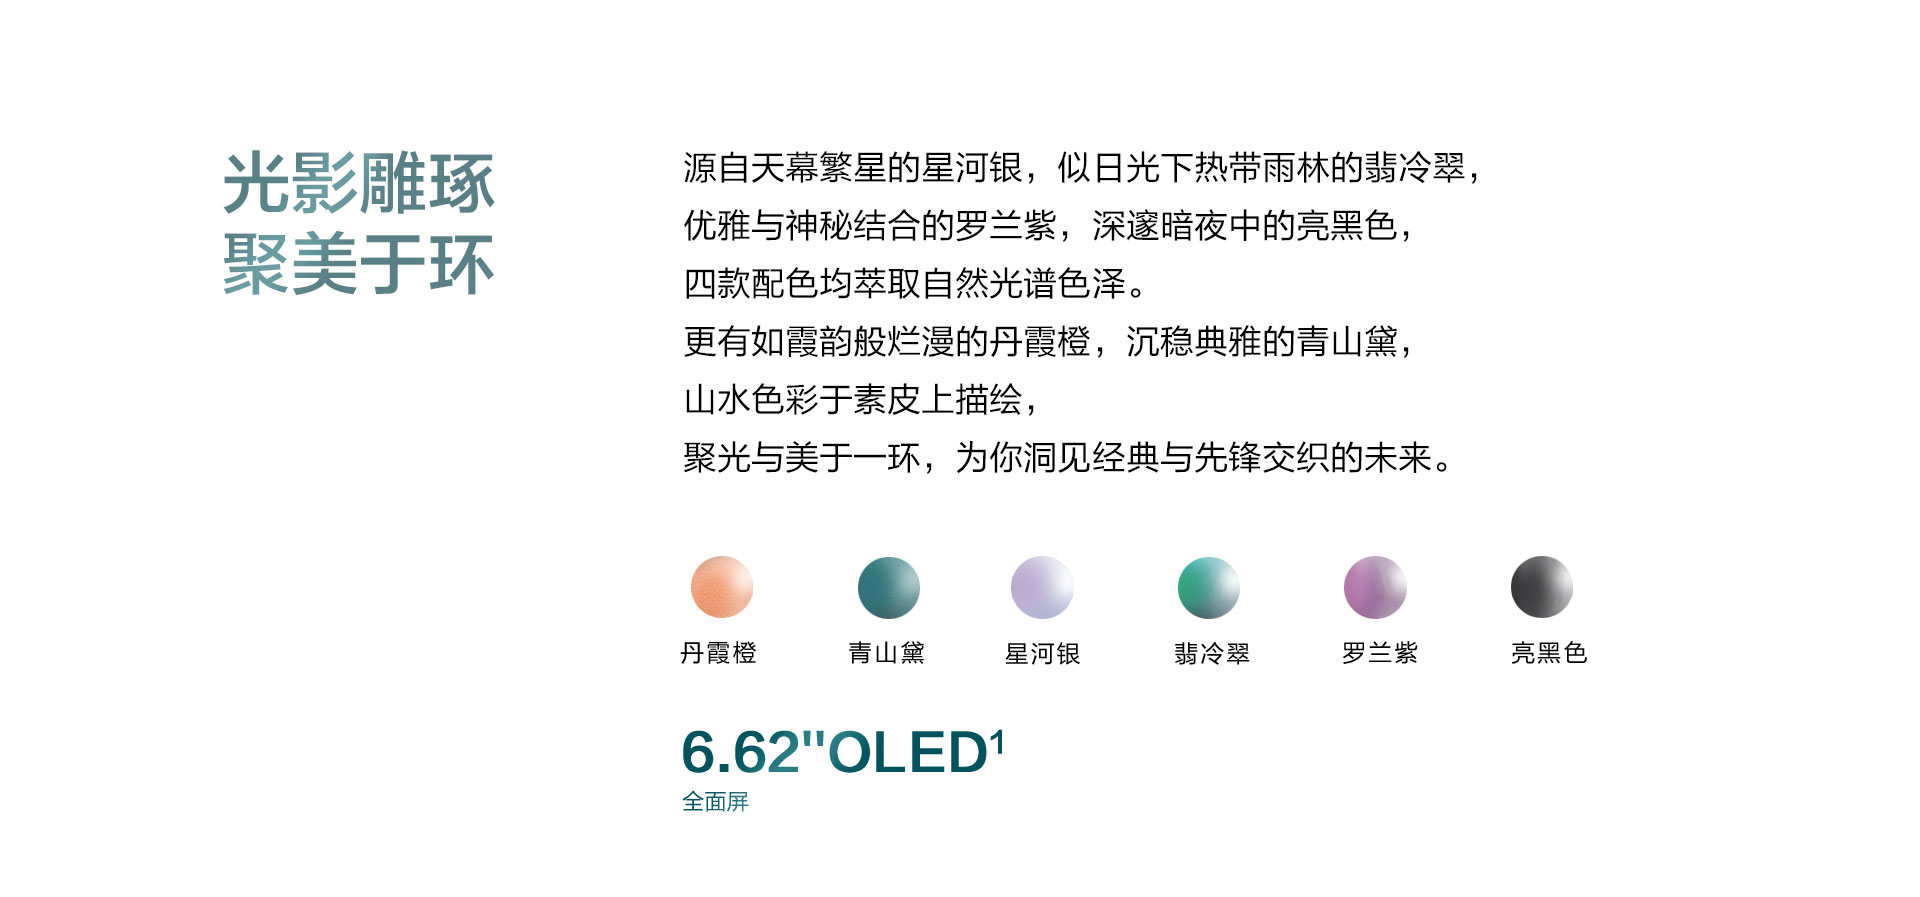 光影雕琢
聚美于环
源自天幕繁星的星河银，似日光下热带雨林的翡冷翠，
优雅与神秘结合的罗兰紫，深邃暗夜中的亮黑色，
四款配色均萃取自然光谱色泽。
更有如霞韵般烂漫的丹霞橙，沉稳典雅的青山黛，
山水色彩于素皮上描绘，
聚光与美于一环，为你洞见经典与先锋交织的未来。
丹霞橙
青山黛
星河银
翡冷翠
罗兰紫
亮黑色
6.62"OLED¹
全面屏